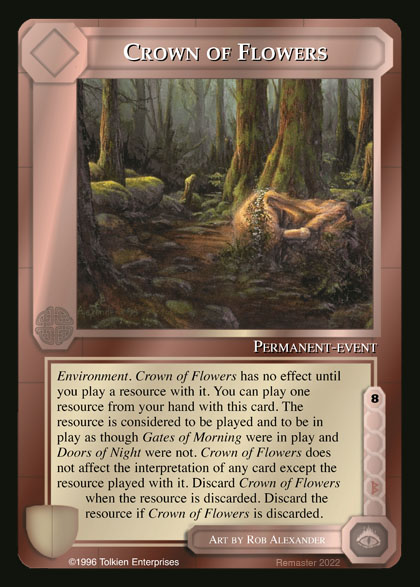 Crown of Flowers
Permanent-event
Environment. Crown of Flowers has no effect until
you play a resource with it. You can play one
resource from your hand with this card. The
resource is considered to be played and to be in
play as though Gates of Morning were in play and
Doors of Night were not. Crown of Flowers does
not affect the interpretation of any card except the
resource played with it. Discard Crown of Flowers
when the resource is discarded. Discard the
resource if Crown of Flowers is discarded.
8
Art by Rob Alexander
©1996 Tolkien Enterprises
Remaster 2022